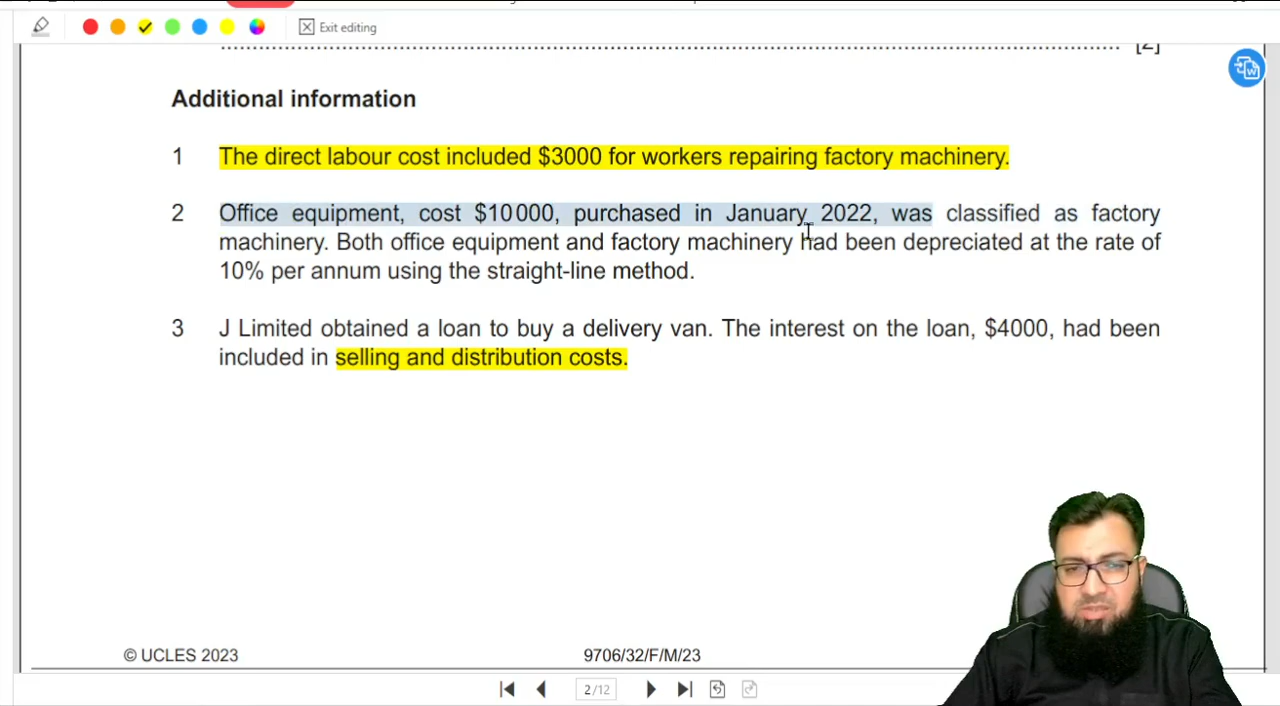 Exit editing
[2]
Additional information
1 The direct labour cost included $3000 for workers repairing factory machinery.
2 Office equipment, cost $10 000, purchased in January 2022, was classified as factory
machinery. Both office equipment and factory machinery had been depreciated at the rate of
10% per annum using the straight-line method.
3 J Limited obtained a loan to buy a delivery van. The interest on the loan, $4000, had been
included in selling and distribution costs.
© UCLES 2023 9706/32/F/M/23
2/12